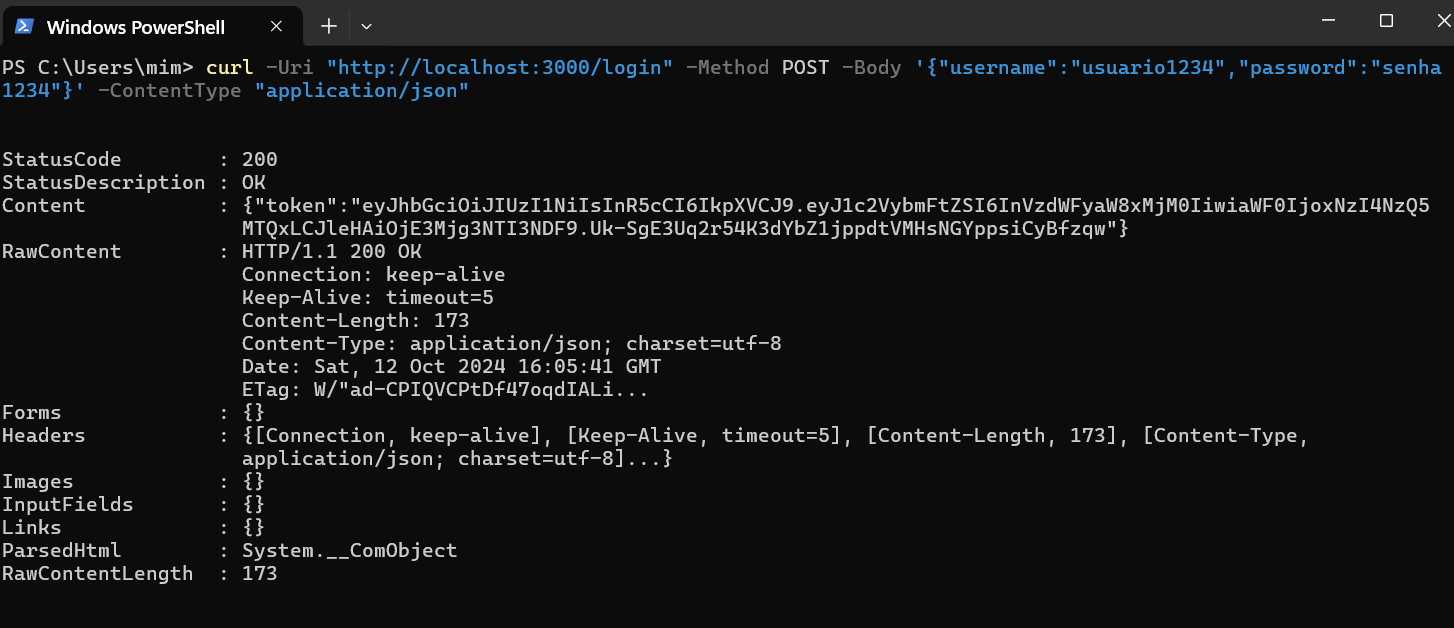 Windows PowerShell
PS C:\Users\mim> curl -Uri "http://localhost:3000/login" -Method POST -Body '{"username":"usuario1234","password":"senha
1234"}' -ContentType "application/json"
StatusCode        : 200
StatusDescription : OK
Content           : {"token":"eyJhbGciOiJIUzI1NiIsInR5cCI6IkpXVCJ9.eyJ1c2VybmFtZSI6InVzdWFyaW8xMjM0IiwiaWF0IjoxNzI4NzQ5
                    MTQxLCJleHAiOjE3Mjg3NTI3NDF9.Uk-SgE3Uq2r54K3dYbZ1jppdtVMHsNGYppsiCyBfzqw"}
RawContent        : HTTP/1.1 200 OK
                    Connection: keep-alive
                    Keep-Alive: timeout=5
                    Content-Length: 173
                    Content-Type: application/json; charset=utf-8
                    Date: Sat, 12 Oct 2024 16:05:41 GMT
                    ETag: W/"ad-CPIQVCPtDf47oqdIALi...
Forms             : {}
Headers           : {[Connection, keep-alive], [Keep-Alive, timeout=5], [Content-Length, 173], [Content-Type,
                    application/json; charset=utf-8]...}
Images            : {}
InputFields       : {}
Links             : {}
ParsedHtml        : System.__ComObject
RawContentLength  : 173